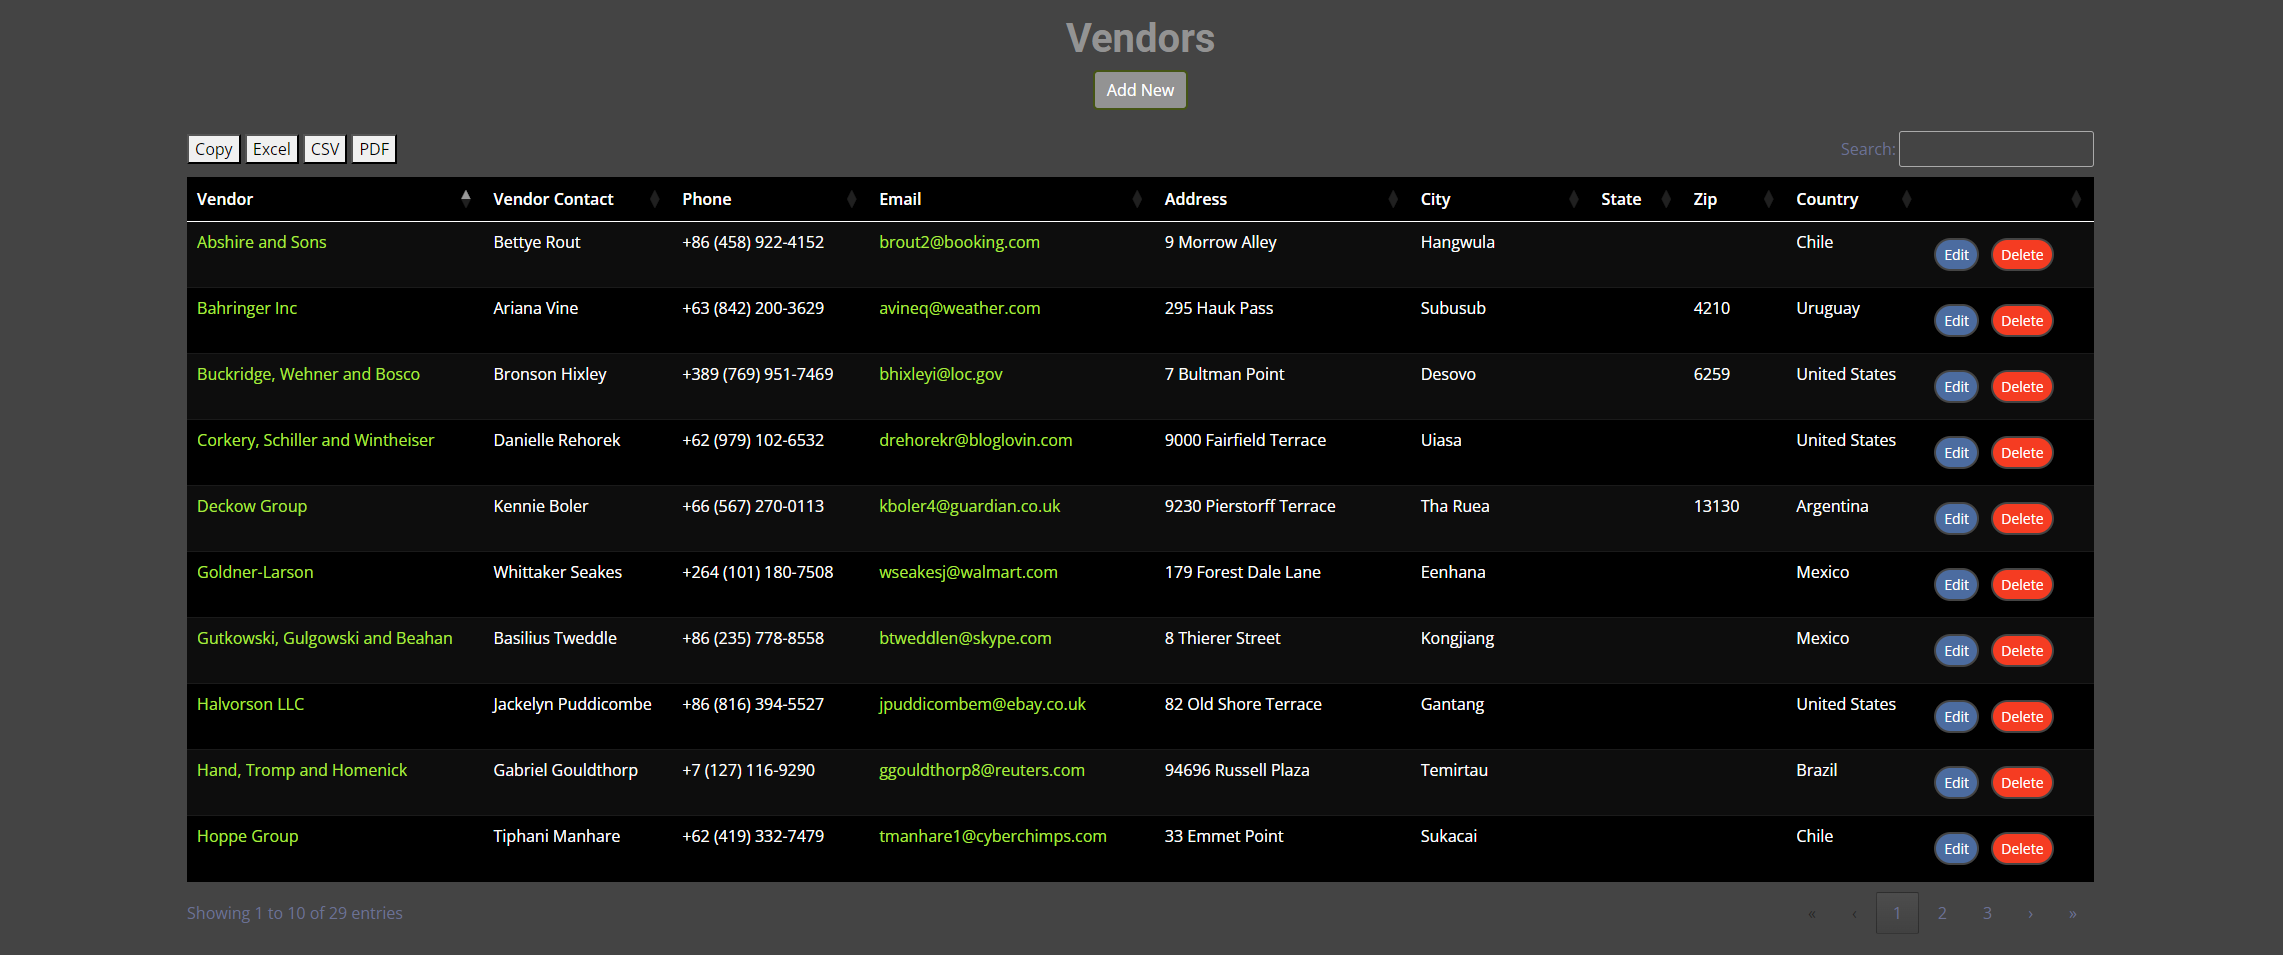 Vendors
Add New
Copy Excel CSV PDF Search:
Vendor Vendor Contact Phone Email Address City State Zip Country
Abshire and Sons Bettye Rout +86 (458) 922-4152 brout2@booking.com 9 Morrow Alley Hangwula Chile Edit Delete
Bahringer Inc Ariana Vine +63 (842) 200-3629 avineq@weather.com 295 Hauk Pass Subusub 4210 Uruguay Edit Delete
Buckridge, Wehner and Bosco Bronson Hixley +389 (769) 951-7469 bhixleyi@loc.gov 7 Bultman Point Desovo 6259 United States Edit Delete
Corkery, Schiller and Wintheiser Danielle Rehorek +62 (979) 102-6532 drehorekr@bloglovin.com 9000 Fairfield Terrace Uiasa United States Edit Delete
Deckow Group Kennie Boler +66 (567) 270-0113 kboler4@guardian.co.uk 9230 Pierstorff Terrace Tha Ruea 13130 Argentina Edit Delete
Goldner-Larson Whittaker Seakes +264 (101) 180-7508 wseakesj@walmart.com 179 Forest Dale Lane Eenhana Mexico Edit Delete
Gutkowski, Gulgowski and Beahan Basilius Tweddle +86 (235) 778-8558 btweddlen@skype.com 8 Thierer Street Kongjiang Mexico Edit Delete
Halvorson LLC Jackelyn Puddicombe +86 (816) 394-5527 jpuddicombem@ebay.co.uk 82 Old Shore Terrace Gantang United States Edit Delete
Hand, Tromp and Homenick Gabriel Gouldthorp +7 (127) 116-9290 ggouldthorp8@reuters.com 94696 Russell Plaza Temirtau Brazil Edit Delete
Hoppe Group Tiphani Manhare +62 (419) 332-7479 tmanhare1@cyberchimps.com 33 Emmet Point Sukacai Chile Edit Delete
Showing 1 to 10 of 29 entries « ‹ 1 2 3 › »